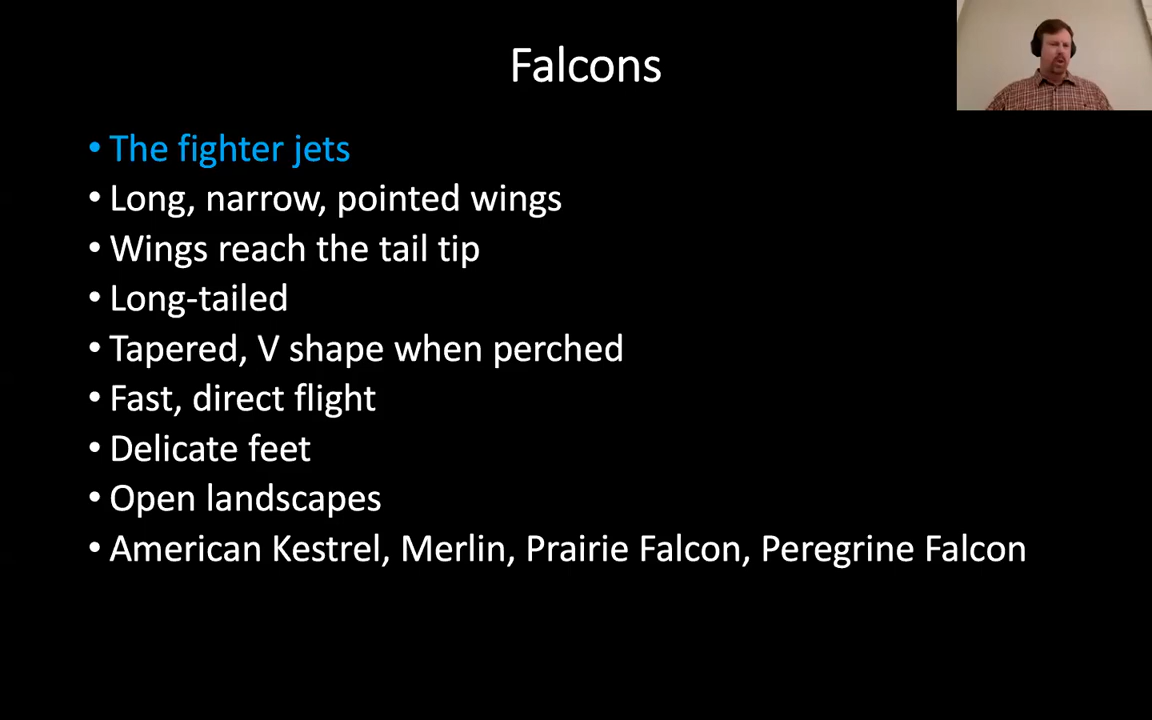 Falcons
• The fighter jets
• Long, narrow, pointed wings
• Wings reach the tail tip
• Long-tailed
• Tapered, V shape when perched
• Fast, direct flight
• Delicate feet
• Open landscapes
• American Kestrel, Merlin, Prairie Falcon, Peregrine Falcon